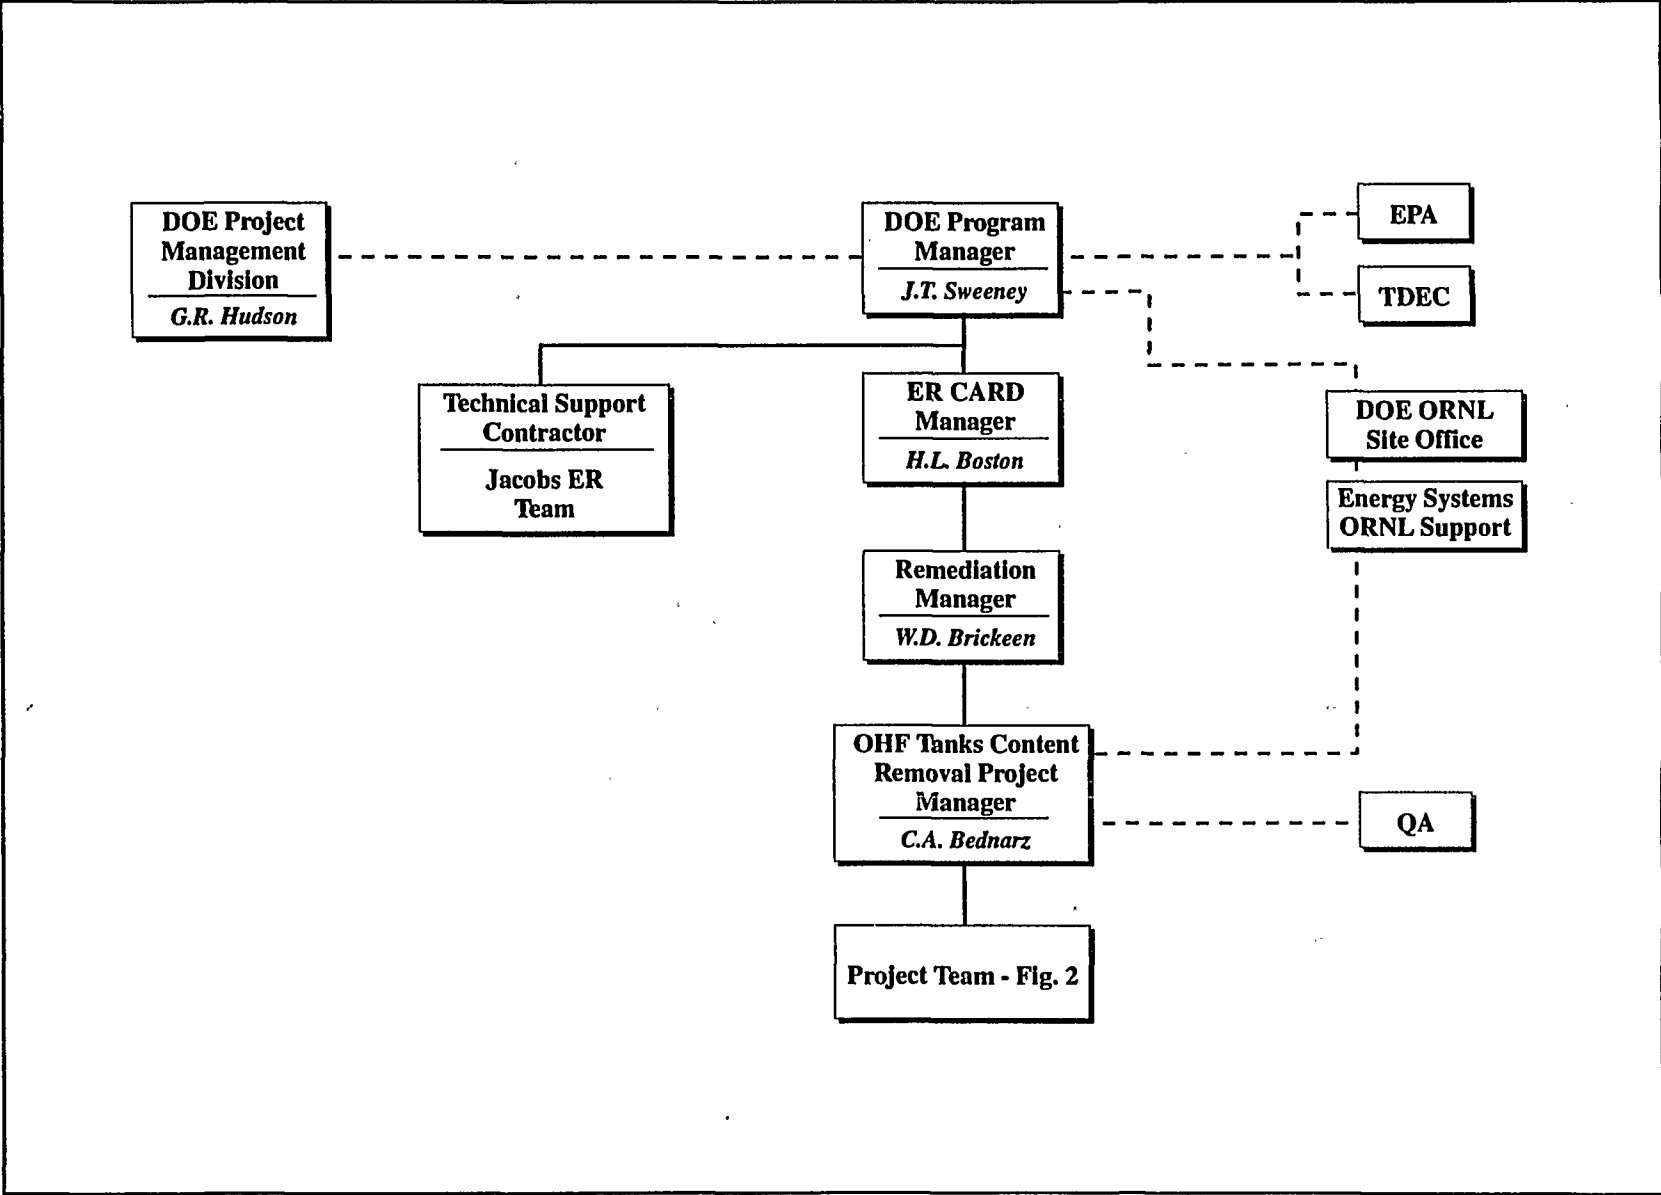 DOE Project
Management
Division
G.R. Hudson
DOE Program
Manager
J.T. Sweeney
EPA
TDEC
Technical Support
Contractor
Jacobs ER
Team
ER CARD
Manager
H.L. Boston
DOE ORNL
Site Office
Energy Systems
ORNL Support
Remediation
Manager
W.D. Brickeen
OHF Tanks Content
Removal Project
Manager
C.A. Bednarz
QA
Project Team - Fig. 2